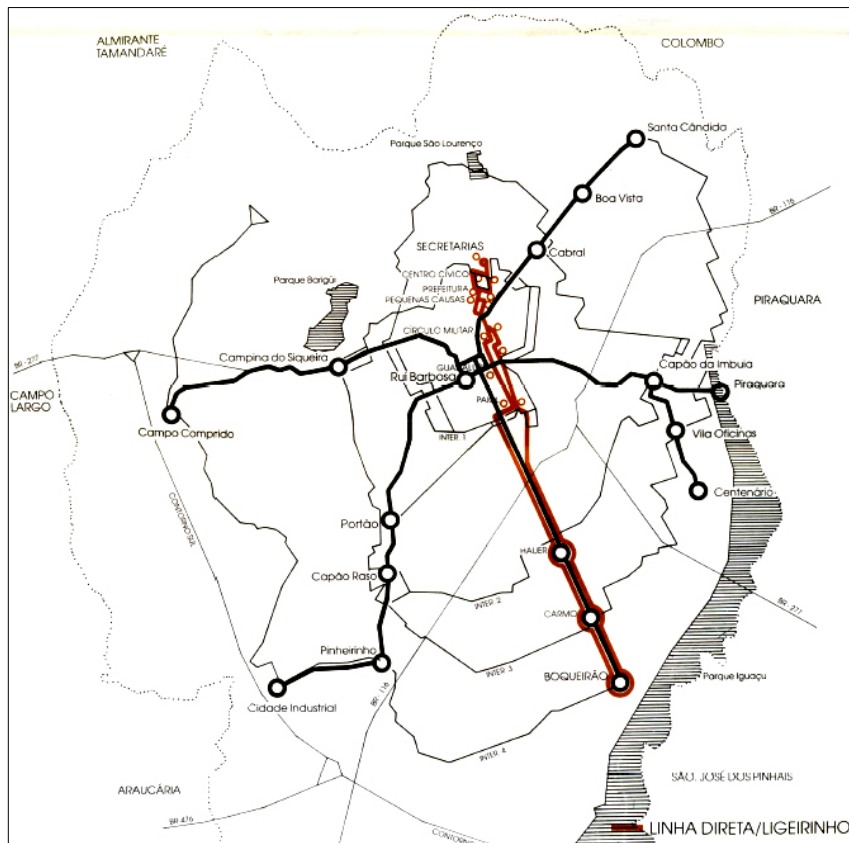 ALMIRANTE
TAMANDARÉ
COLOMBO
Santa Cândida
Parque São Lourenço
Boa Vista
BR-116
SECRETARIAS
Cabral
CENTRO CÍVICO
Parque Barigüi
PREFEITURA
PEQUENAS CAUSAS
PIRAQUARA
CÍRCULO MILITAR
BR-277
Campina do Siqueira
Capão da Imbuia
Rui Barbosa
Piraquara
CAMPO
LARGO
Campo Comprido
INTER. 1
Vila Oficinas
Centenário
CONTORNO SUL
Portão
HAUER
Capão Raso
INTER 2
CARMO
BR-277
Pinheirinho
INTER 3
BOQUEIRÃO
Parque Iguaçu
BR-116
Cidade Industrial
INTER. 4
ARAUCÁRIA
SÃO. JOSÉ DOS PINHAIS
BR-476
LINHA DIRETA/LIGEIRINHO